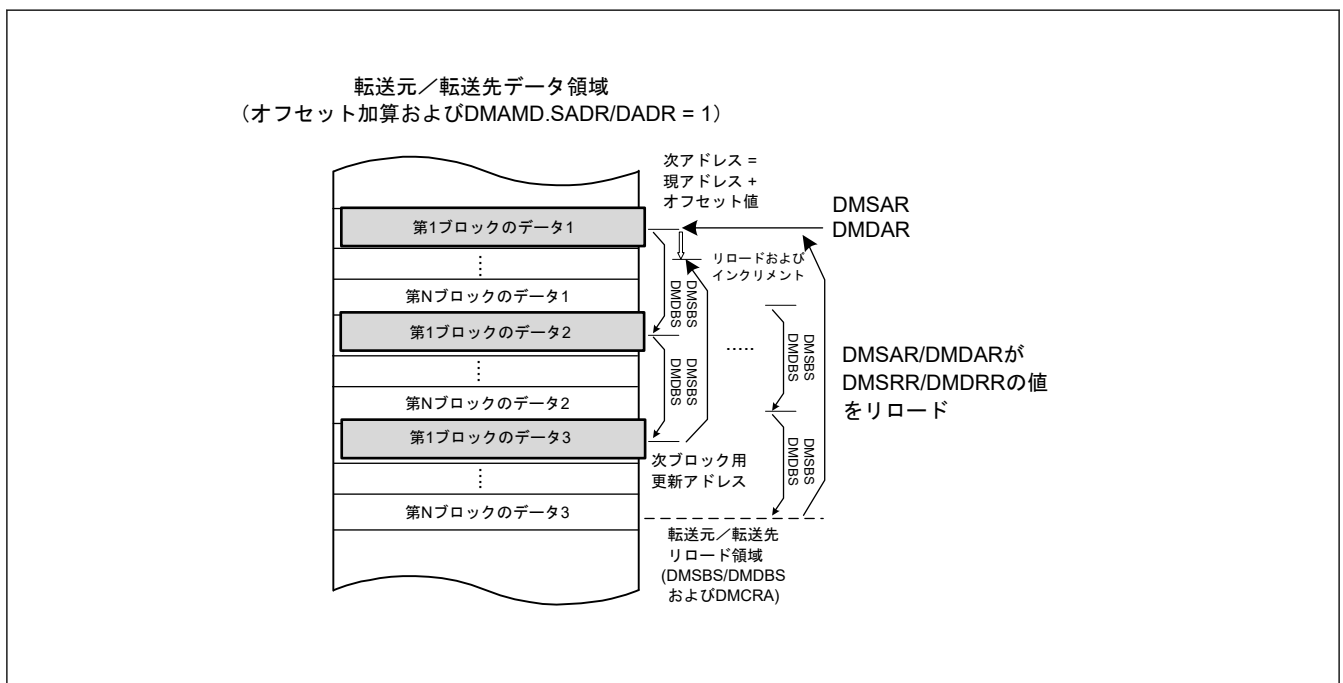 転送元／転送先データ領域
（オフセット加算およびDMAMD.SADR/DADR = 1）
次アドレス =
現アドレス +
オフセット値
DMSAR
DMDAR
第1ブロックのデータ1
リロードおよび
インクリメント
第Nブロックのデータ1
DMSBS
DMDBS
第1ブロックのデータ2
.....
DMSBS
DMDBS
DMSAR/DMDARが
DMSRR/DMDRRの値
をリロード
DMSBS
DMDBS
第Nブロックのデータ2
第1ブロックのデータ3
DMSBS
DMDBS
次ブロック用
更新アドレス
第Nブロックのデータ3
転送元／転送先
リロード領域
(DMSBS/DMDBS
およびDMCRA)